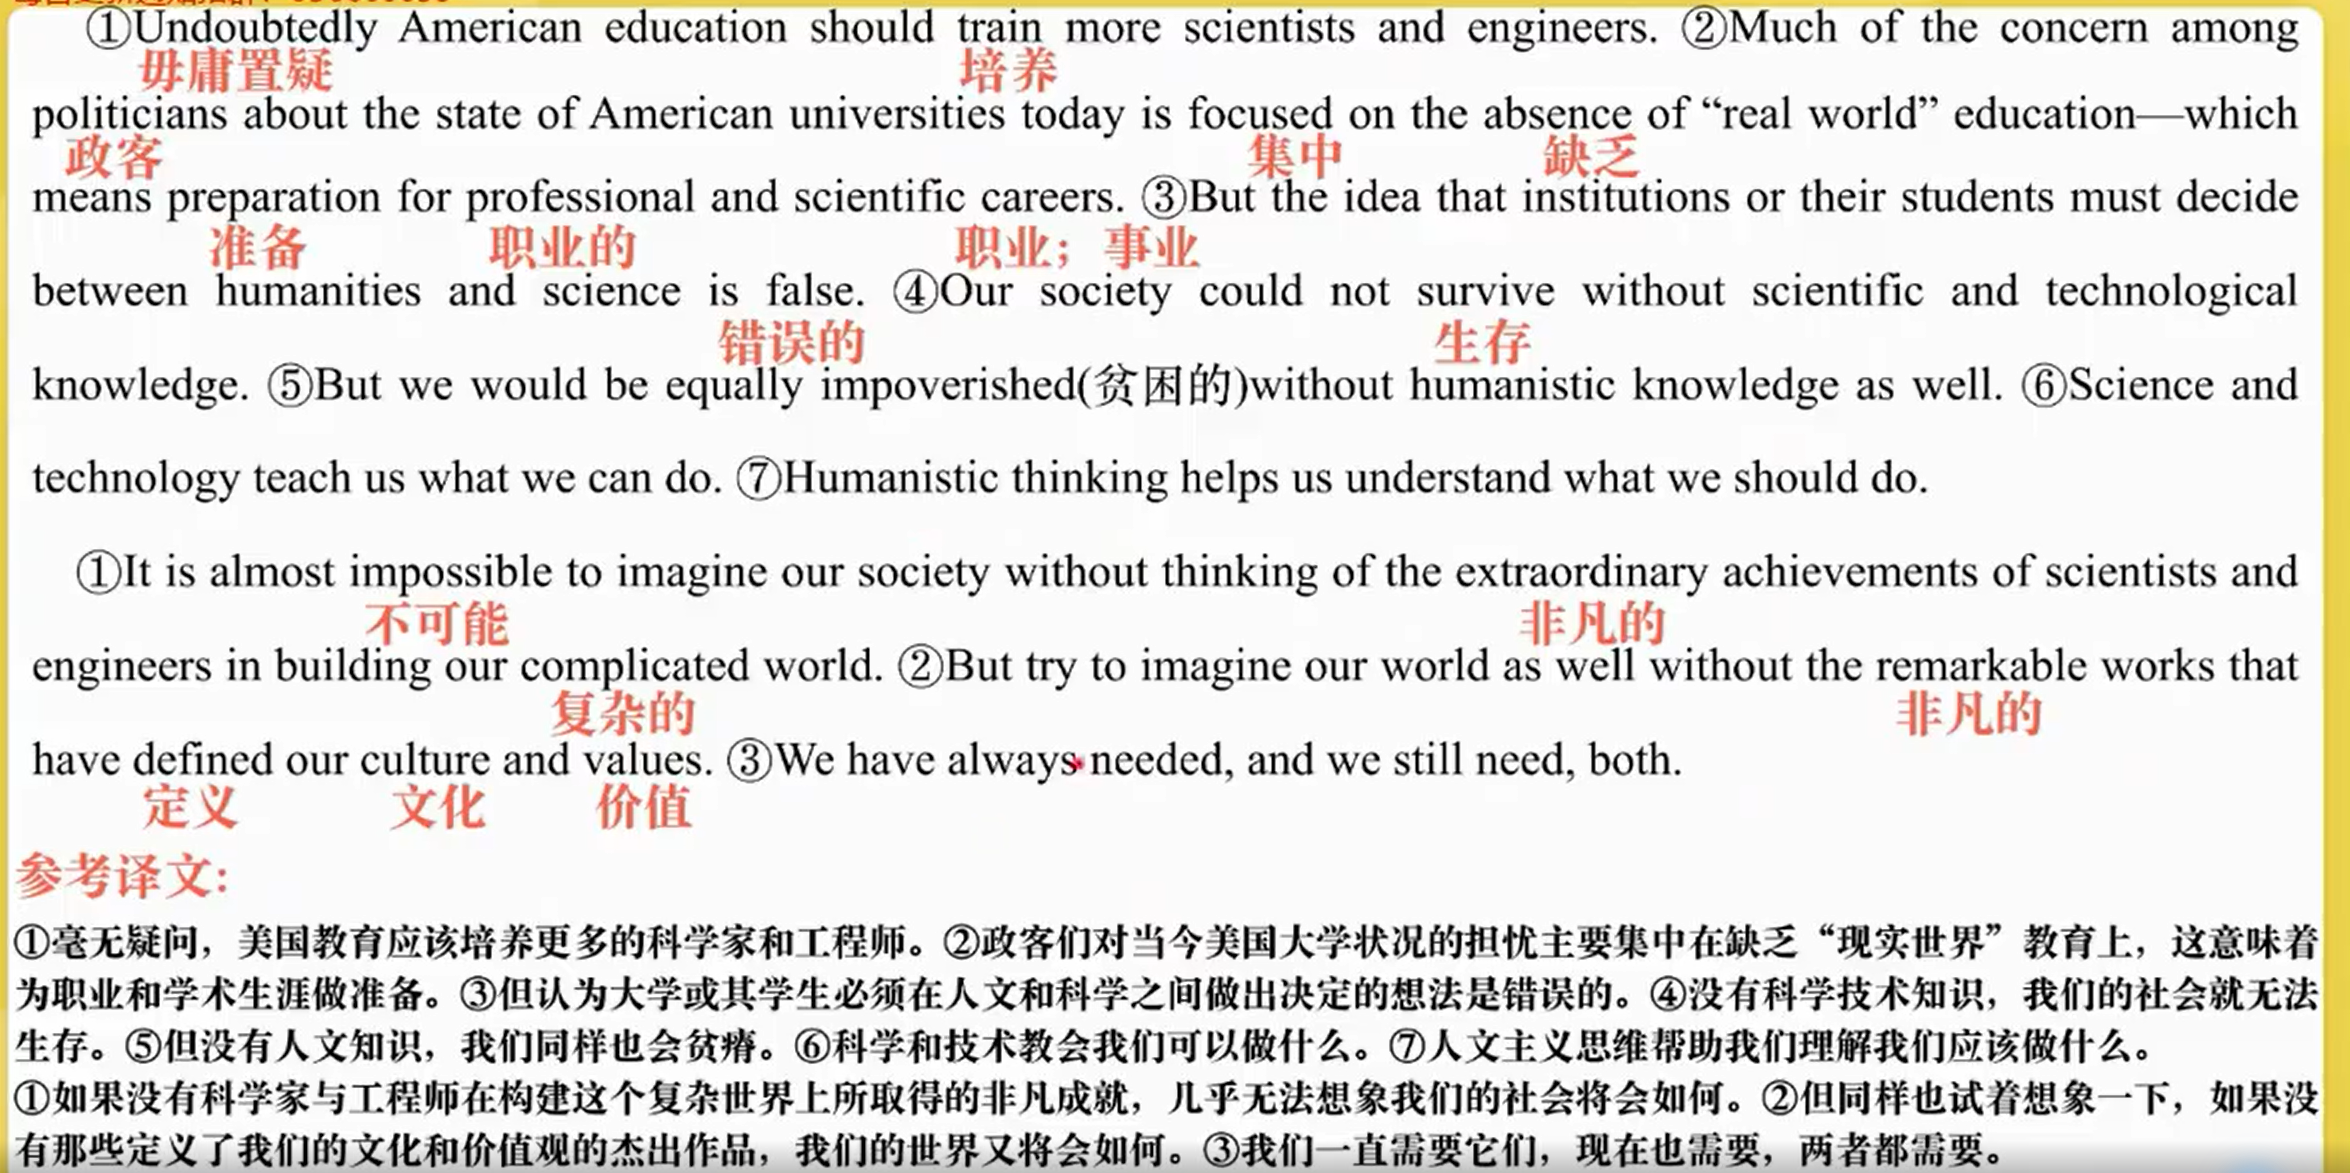 ①Undoubtedly American education should train more scientists and engineers. ②Much of the concern among
毋庸置疑 培养
politicians about the state of American universities today is focused on the absence of “real world” education—which
政客 集中 缺乏
means preparation for professional and scientific careers. ③But the idea that institutions or their students must decide
准备 职业的 职业；事业
between humanities and science is false. ④Our society could not survive without scientific and technological
错误的 生存
knowledge. ⑤But we would be equally impoverished(贫困的)without humanistic knowledge as well. ⑥Science and
technology teach us what we can do. ⑦Humanistic thinking helps us understand what we should do.
①It is almost impossible to imagine our society without thinking of the extraordinary achievements of scientists and
不可能 非凡的
engineers in building our complicated world. ②But try to imagine our world as well without the remarkable works that
复杂的 非凡的
have defined our culture and values. ③We have always needed, and we still need, both.
定义 文化 价值
参考译文:
①毫无疑问，美国教育应该培养更多的科学家和工程师。②政客们对当今美国大学状况的担忧主要集中在缺乏“现实世界”教育上，这意味着
为职业和学术生涯做准备。③但认为大学或其学生必须在人文和科学之间做出决定的想法是错误的。④没有科学技术知识，我们的社会就无法
生存。⑤但没有人文知识，我们同样也会贫瘠。⑥科学和技术教会我们可以做什么。⑦人文主义思维帮助我们理解我们应该做什么。
①如果没有科学家与工程师在构建这个复杂世界上所取得的非凡成就，几乎无法想象我们的社会将会如何。②但同样也试着想象一下，如果没
有那些定义了我们的文化和价值观的杰出作品，我们的世界又将会如何。③我们一直需要它们，现在也需要，两者都需要。